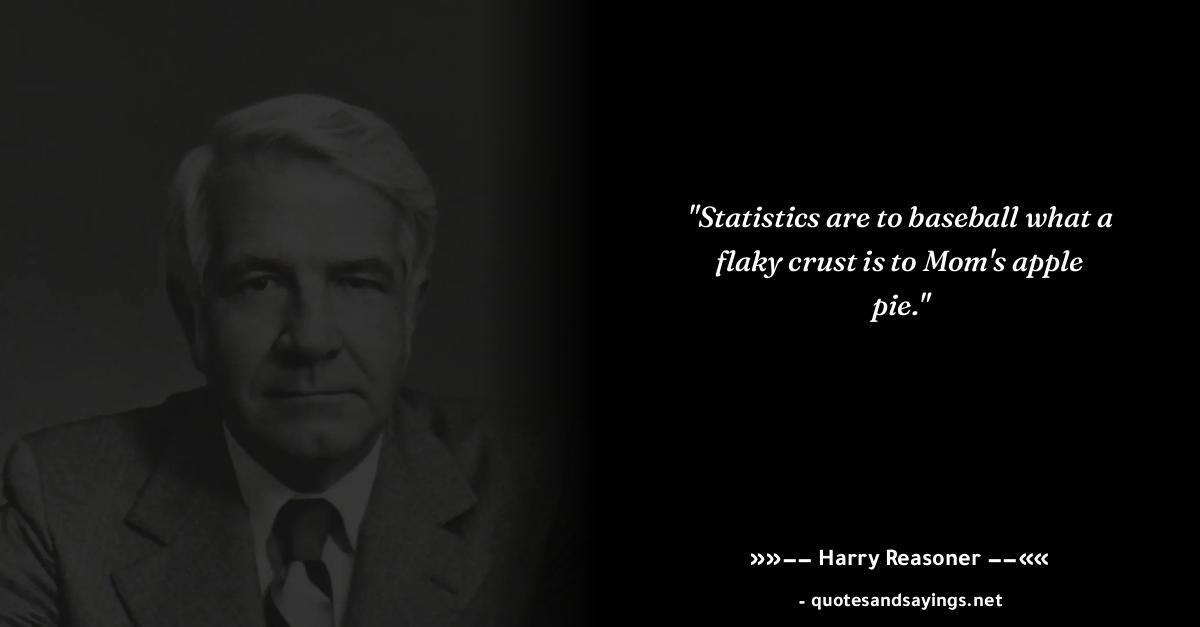 "Statistics are to baseball what a
flaky crust is to Mom's apple
pie."
»»−− Harry Reasoner −−««
- quotesandsayings.net